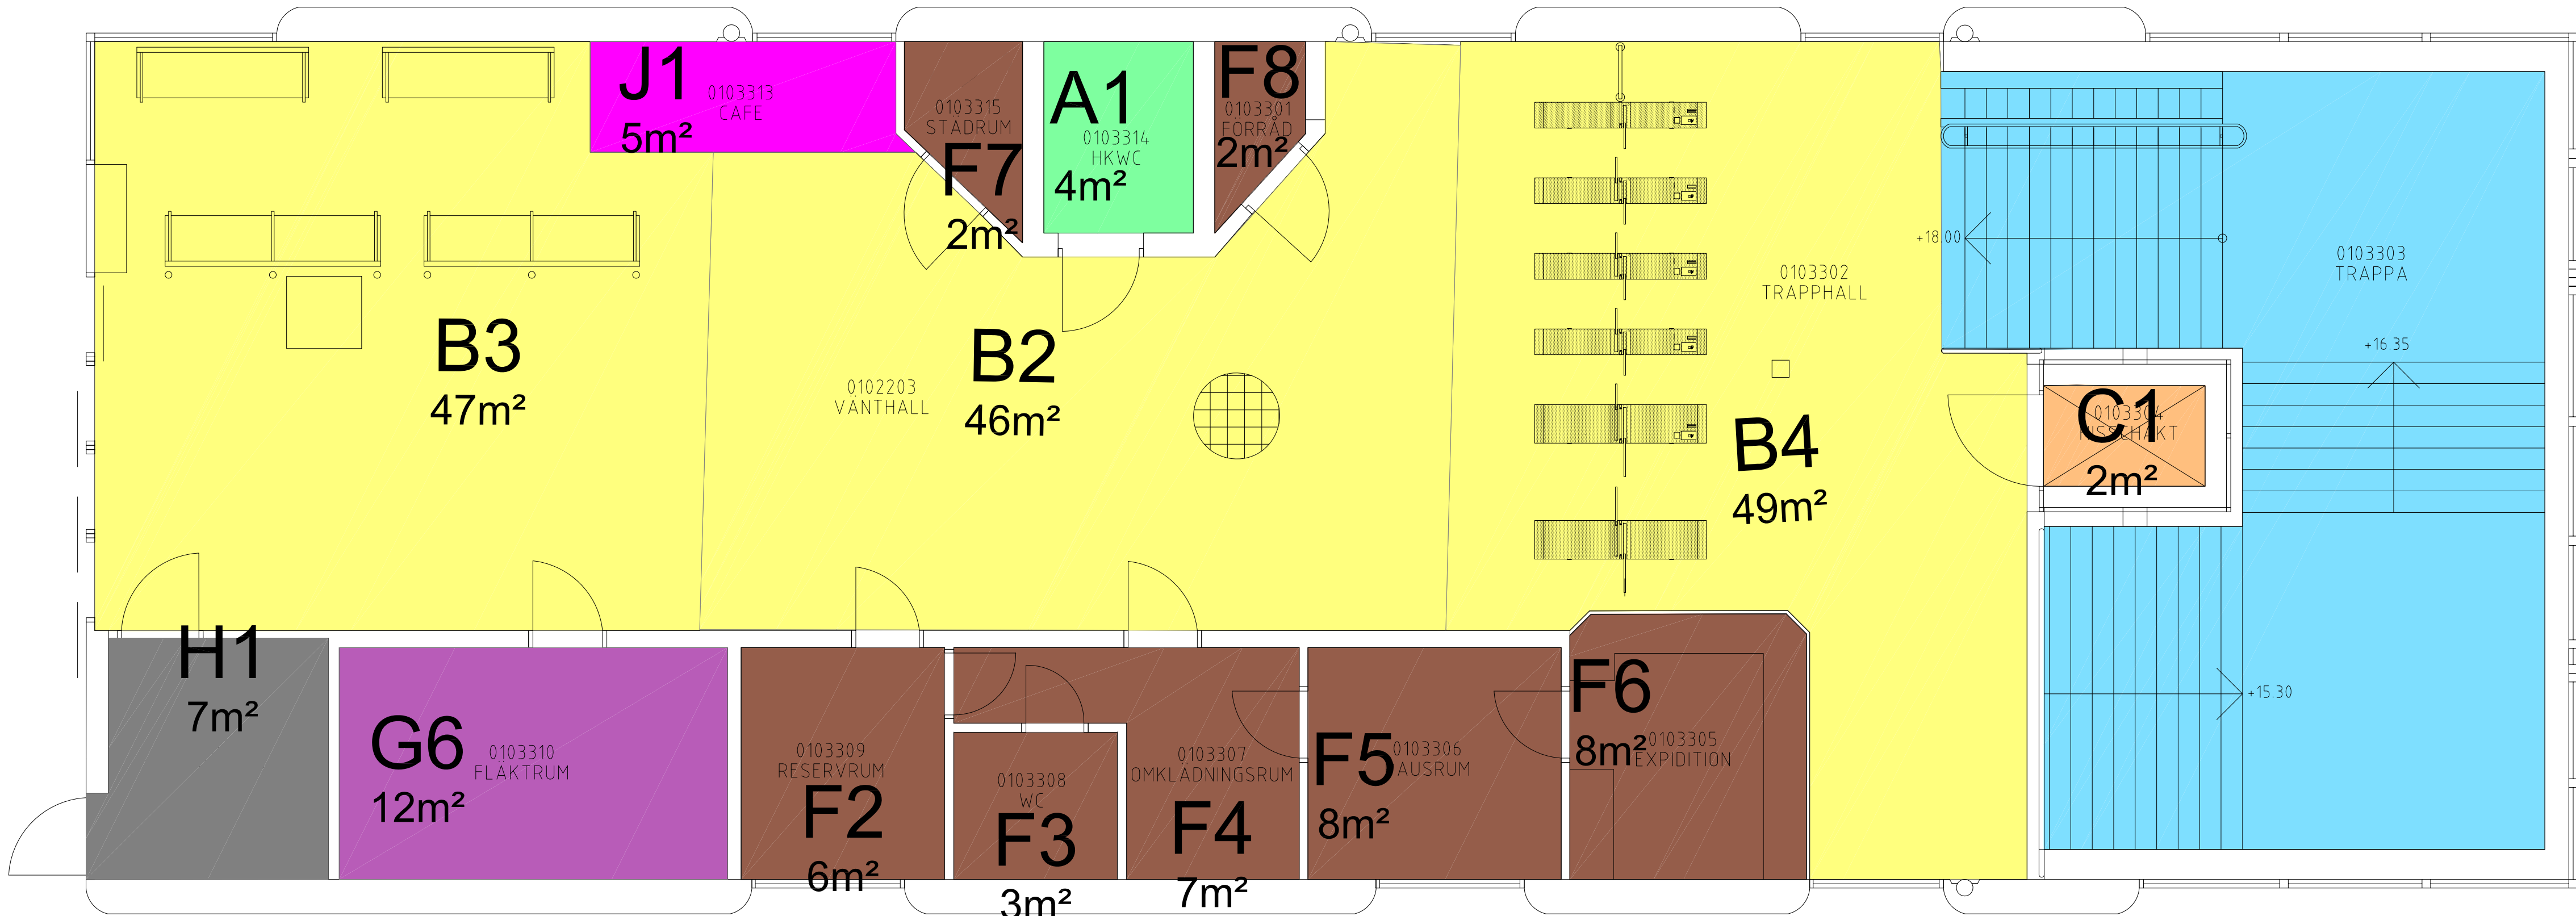 J1
5m²
0103313
CAFE
0103315
STÄDRUM
F7
2m²
A1
0103314
HKWC
4m²
F8
0103301
FÖRRÅD
2m²
+18.00
0103302
TRAPPHALL
0103303
TRAPPA
B3
47m²
0102203
VÄNTHALL
B2
46m²
B4
49m²
+16.35
C1
0103304
HISSCHAKT
2m²
+15.30
H1
7m²
G6
12m²
0103310
FLÄKTRUM
0103309
RESERVRUM
F2
6m²
0103308
WC
F3
3m²
0103307
OMKLÄDNINGSRUM
F4
7m²
F5
8m²
0103306
AUSRUM
F6
8m²
0103305
EXPIDITION